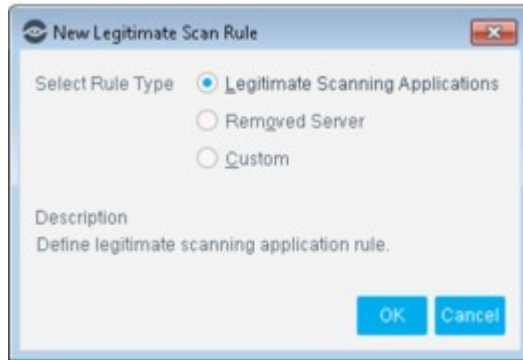 New Legitimate Scan Rule
Select Rule Type Legitimate Scanning Applications
Removed Server
Custom
Description
Define legitimate scanning application rule.
OK Cancel